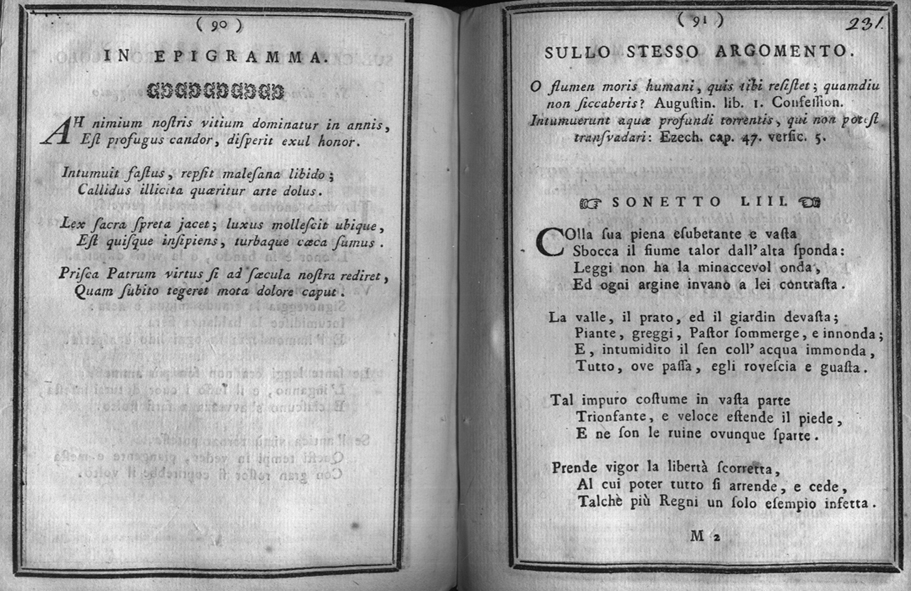 ( 90 )
IN EPIGRAMMA.
AH nimium noſtris vitium dominatur in annis,
Eſt profugus candor, diſperit exul honor.
Intumuit faſtus, repſit maleſana libido;
Callidus illicita quæritur arte dolus.
Lex ſacra ſpreta jacet; luxus molleſcit ubique,
Eſt quiſque inſipiens, turbaque cæca ſumus.
Priſca Patrum virtus ſi ad ſæcula noſtra rediret,
Quam ſubito tegeret mota dolore caput.
( 91 )
231.
SULLO STESSO ARGOMENTO.
O flumen moris humani, quis tibi reſiſtet; quamdiu
non ſiccaberis? Auguſtin. lib. 1. Confeſſion.
Intumuerunt aquæ profundi torrentis, qui non poteſt
tranſvadari: Ezech. cap. 47. verſic. 5.
☞ SONETTO LIII. ☜
COlla ſua piena eſuberante e vaſta
Sbocca il fiume talor dall' alta ſponda:
Leggi non ha la minaccevol onda,
Ed ogni argine invano a lei contraſta.
La valle, il prato, ed il giardin devaſta;
Piante, greggi, Paſtor ſommerge, e innonda;
E, intumidito il ſen coll' acqua immonda,
Tutto, ove paſſa, egli roveſcia e guaſta.
Tal impuro coſtume in vaſta parte
Trionfante, e veloce eſtende il piede,
E ne ſon le ruine ovunque ſparte.
Prende vigor la libertà ſcorretta,
Al cui poter tutto ſi arrende, e cede,
Talchè più Regni un ſolo eſempio infetta.
M 2